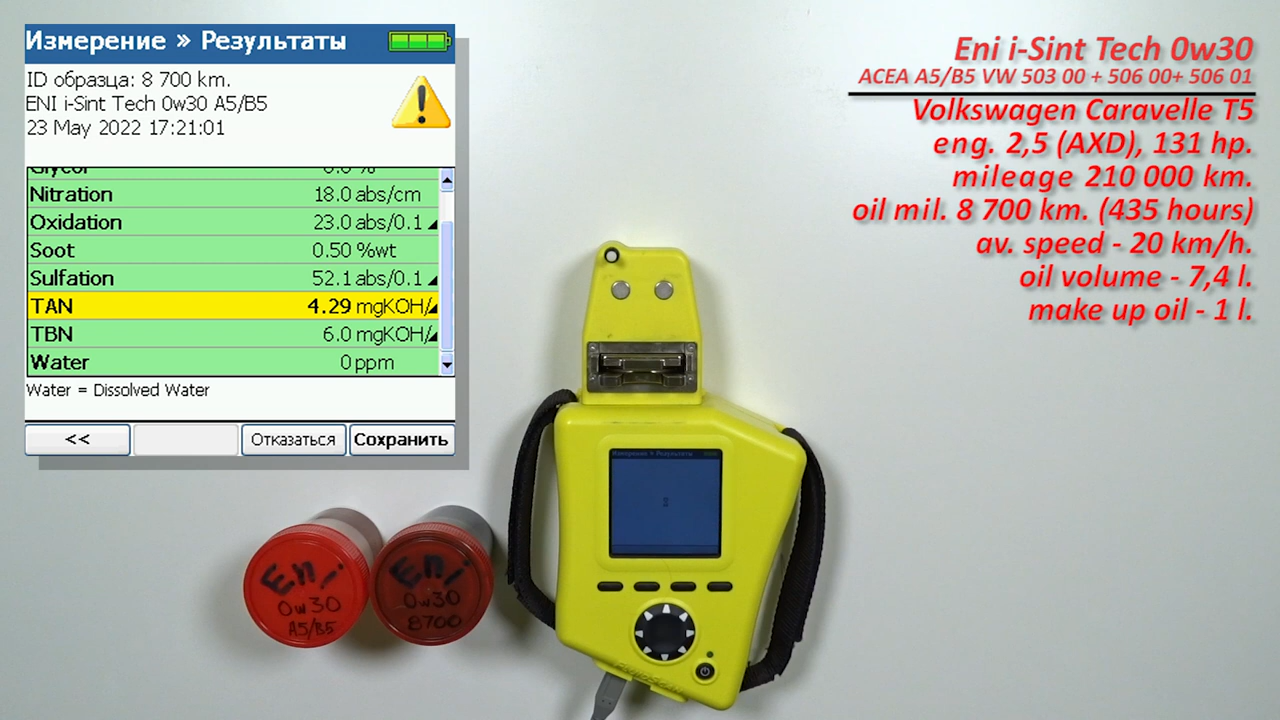 Измерение » Результаты
ID образца: 8 700 km.
ENI i-Sint Tech 0w30 A5/B5
23 May 2022 17:21:01
Glycol 0.0 %
Nitration 18.0 abs/cm
Oxidation 23.0 abs/0.1
Soot 0.50 %wt
Sulfation 52.1 abs/0.1
TAN 4.29 mgKOH/
TBN 6.0 mgKOH/
Water 0 ppm
Water = Dissolved Water
<< Отказаться Сохранить
Eni i-Sint Tech 0w30
ACEA A5/B5 VW 503 00 + 506 00+ 506 01
Volkswagen Caravelle T5
eng. 2,5 (AXD), 131 hp.
mileage 210 000 km.
oil mil. 8 700 km. (435 hours)
av. speed - 20 km/h.
oil volume - 7,4 l.
make up oil - 1 l.
Измерение » Результаты
Eni
0w30
A5/B5
Eni
0w30
8700